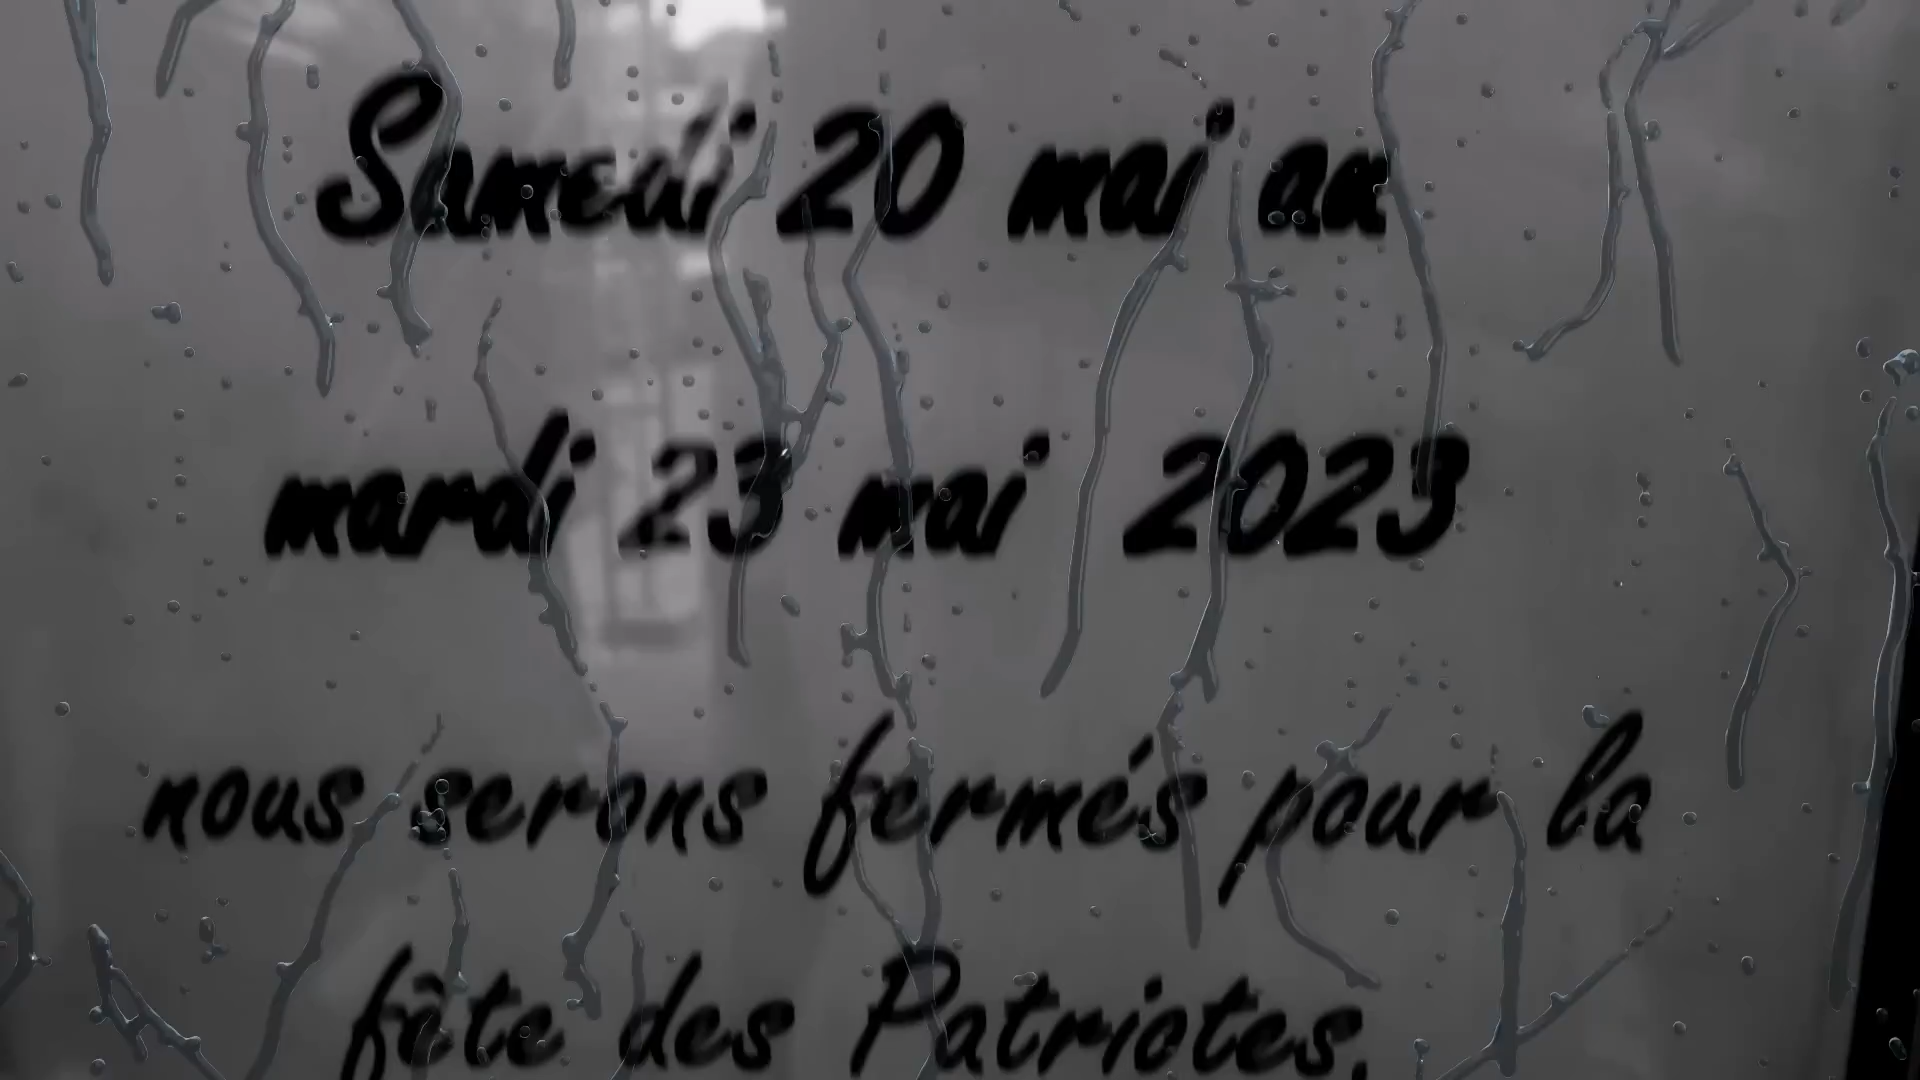 Samedi 20 mai au
mardi 23 mai 2023
nous serons fermés pour la
fête des Patriotes.